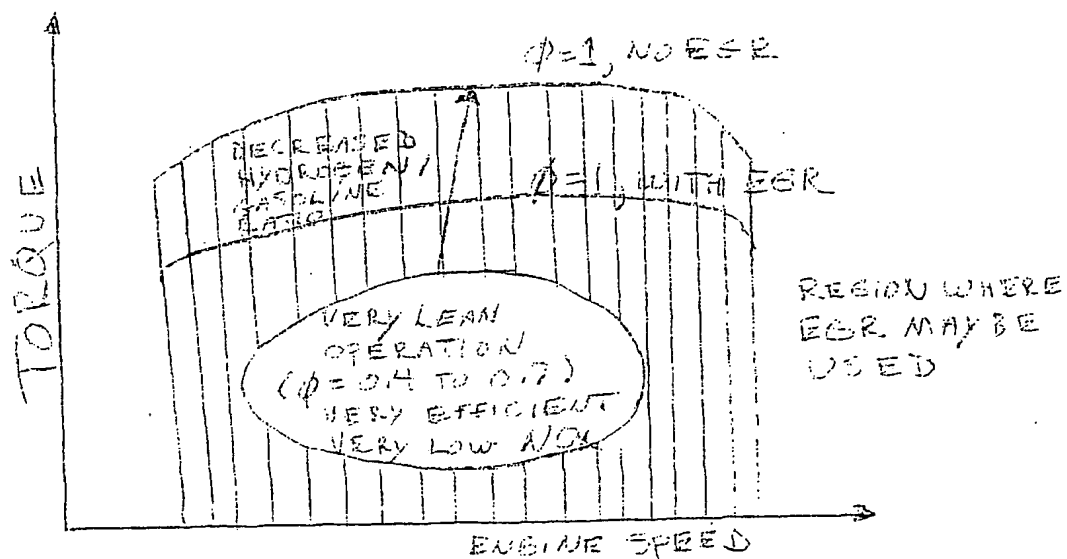 φ=1, NO EGR
DECREASED
HYDROGEN/
GASOLINE
RATIO
φ=1, WITH EGR
TORQUE
VERY LEAN
OPERATION
(φ=0.4 TO 0.7)
VERY EFFICIENT
VERY LOW NOx
REGION WHERE
EGR MAY BE
USED
ENGINE SPEED